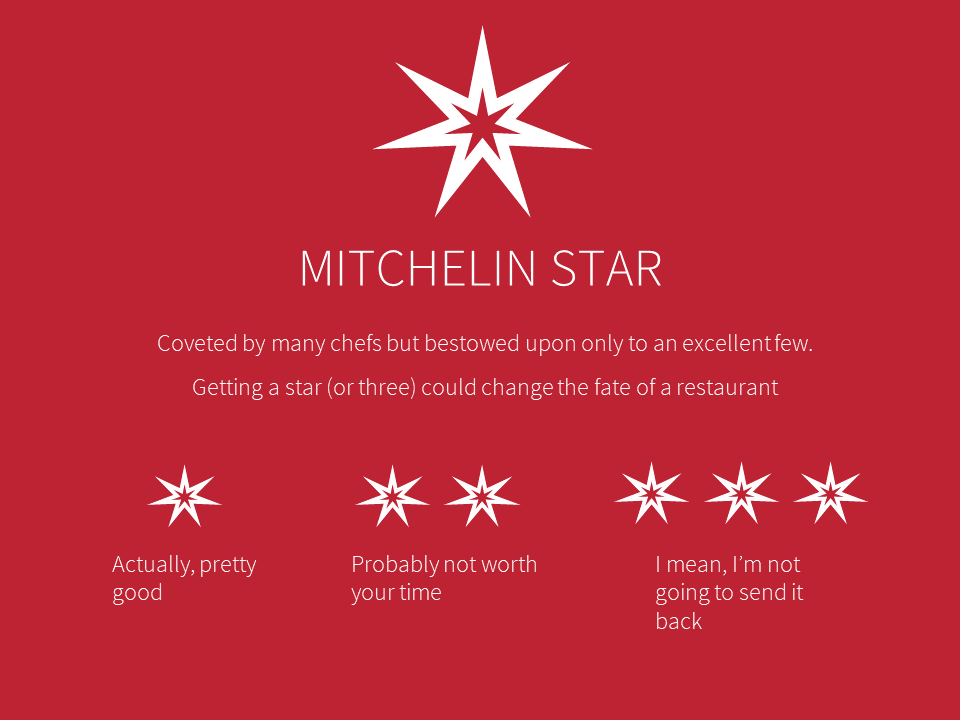 MITCHELIN STAR
Coveted by many chefs but bestowed upon only to an excellent few.
Getting a star (or three) could change the fate of a restaurant
Actually, pretty
good
Probably not worth
your time
I mean, I’m not
going to send it
back